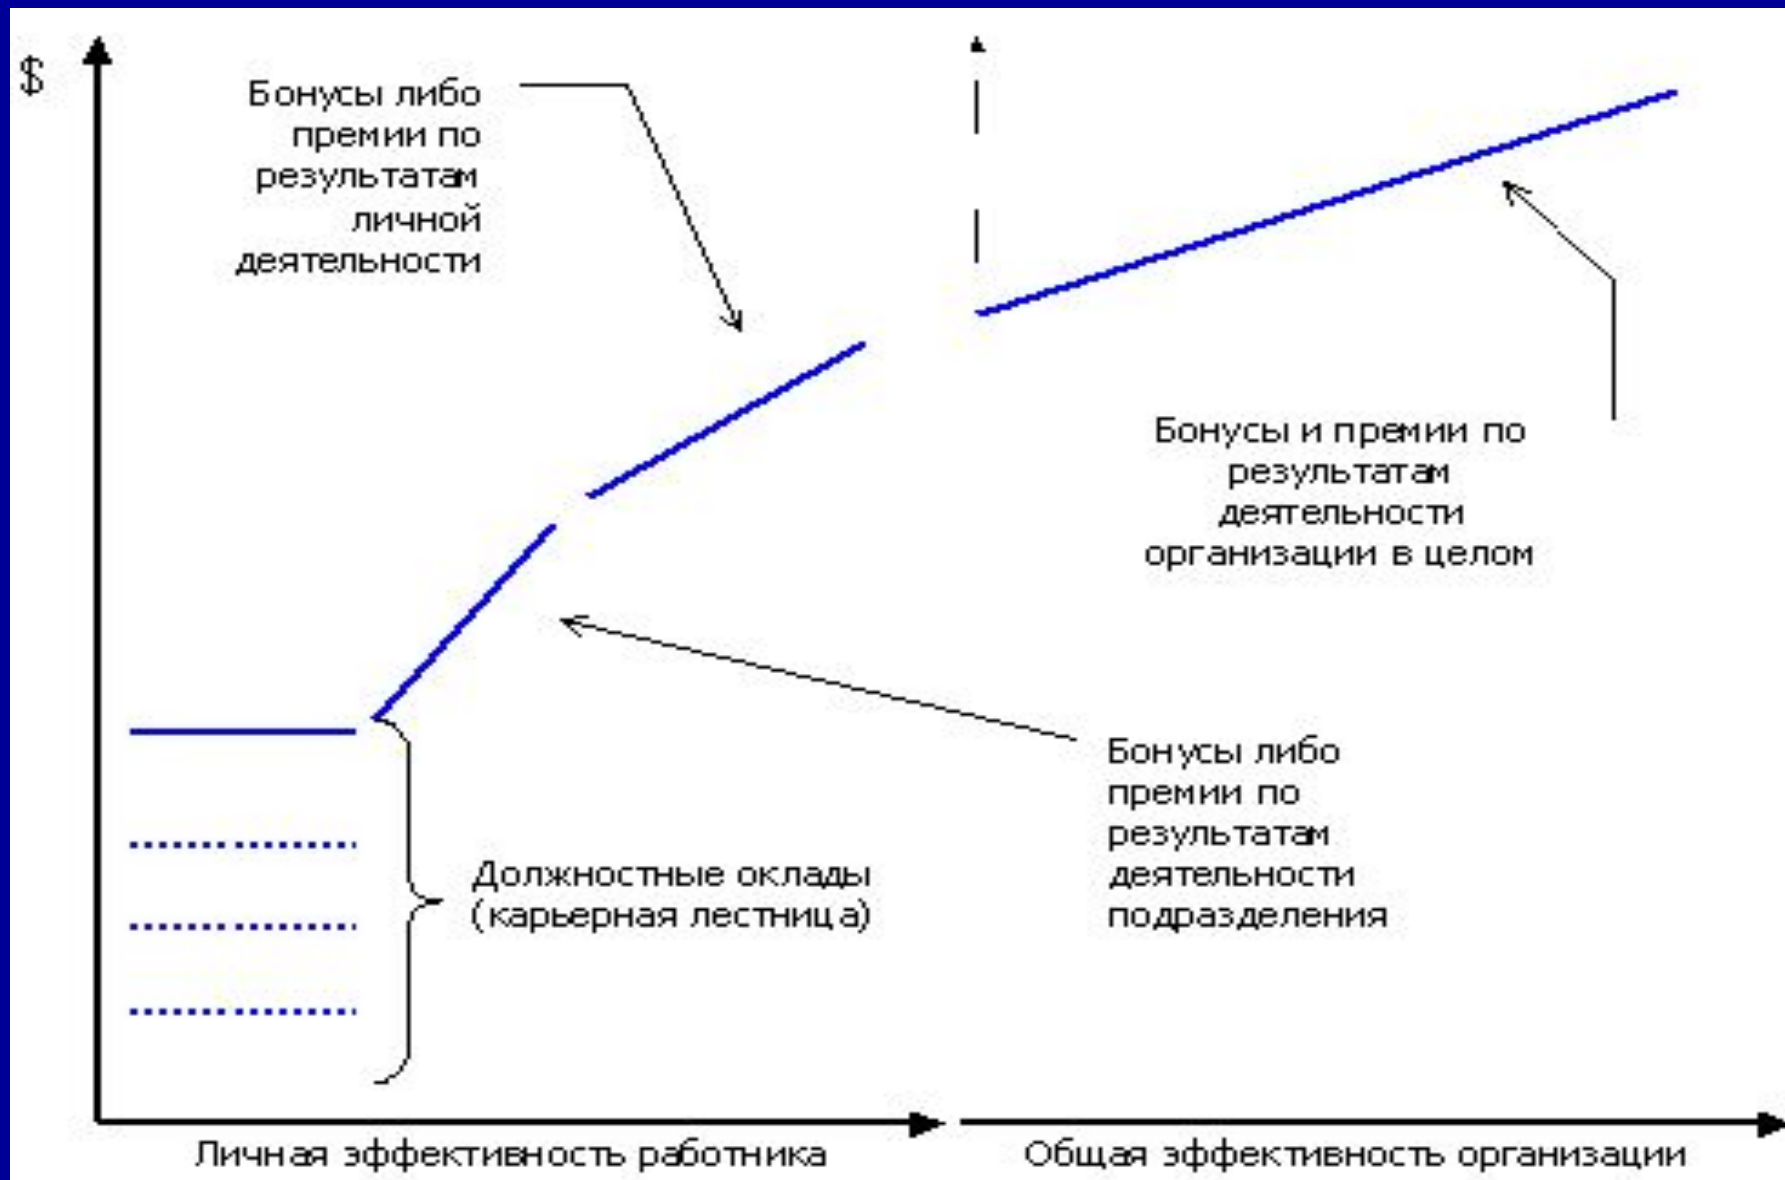 $
Бонусы либо
премии по
результатам
личной
деятельности
Бонусы и премии по
результатам
деятельности
организации в целом
Бонусы либо
премии по
результатам
деятельности
подразделения
Должностные оклады
(карьерная лестница)
Личная эффективность работника
Общая эффективность организации